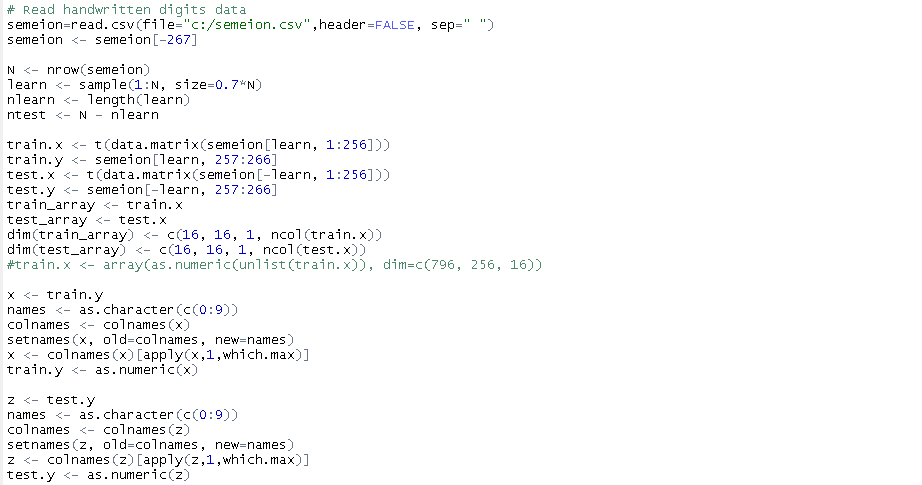 # Read handwritten digits data
semeion=read.csv(file="c:/semeion.csv",header=FALSE, sep=" ")
semeion <- semeion[-267]
N <- nrow(semeion)
learn <- sample(1:N, size=0.7*N)
nlearn <- length(learn)
ntest <- N - nlearn
train.x <- t(data.matrix(semeion[learn, 1:256]))
train.y <- semeion[learn, 257:266]
test.x <- t(data.matrix(semeion[-learn, 1:256]))
test.y <- semeion[-learn, 257:266]
train_array <- train.x
test_array <- test.x
dim(train_array) <- c(16, 16, 1, ncol(train.x))
dim(test_array) <- c(16, 16, 1, ncol(test.x))
#train.x <- array(as.numeric(unlist(train.x)), dim=c(796, 256, 16))
x <- train.y
names <- as.character(c(0:9))
colnames <- colnames(x)
setnames(x, old=colnames, new=names)
x <- colnames(x)[apply(x,1,which.max)]
train.y <- as.numeric(x)
z <- test.y
names <- as.character(c(0:9))
colnames <- colnames(z)
setnames(z, old=colnames, new=names)
z <- colnames(z)[apply(z,1,which.max)]
test.y <- as.numeric(z)